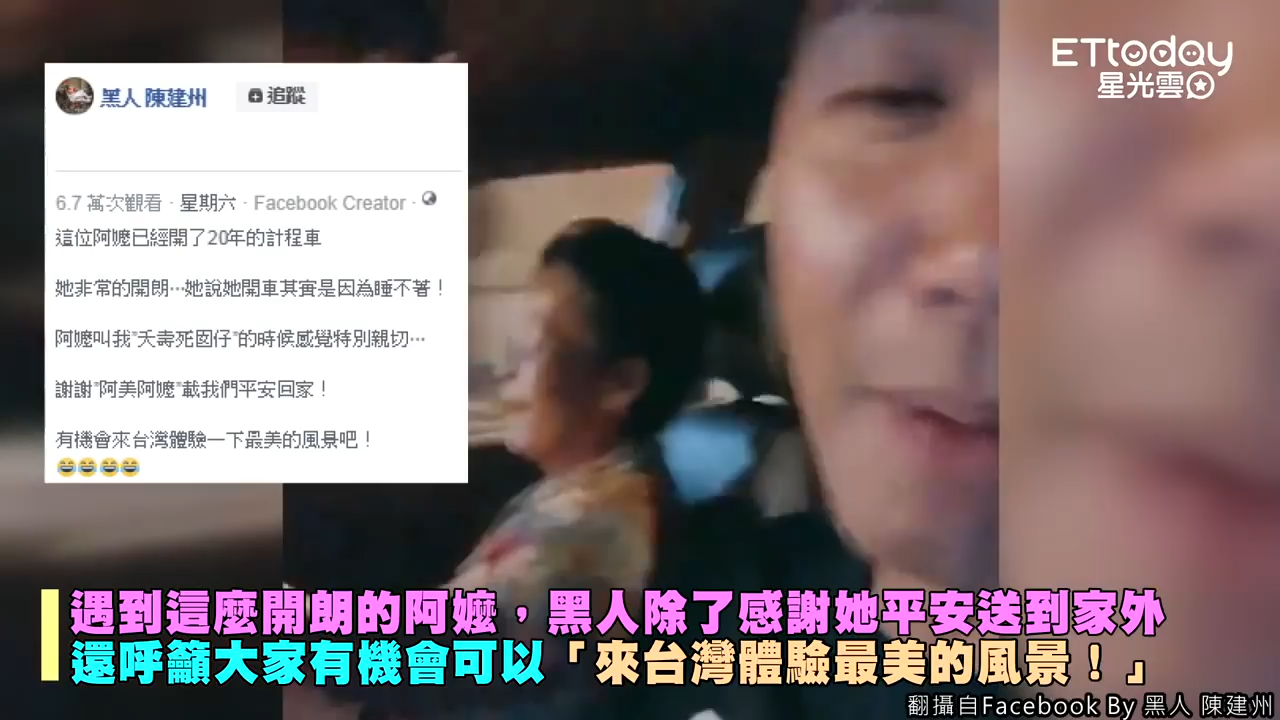 ETtoday
星光雲
黑人 陳建州
追蹤
6.7 萬次觀看 · 星期六 · Facebook Creator ·
這位阿嬤已經開了20年的計程車
她非常的開朗…她說她開車其實是因為睡不著！
阿嬤叫我"夭壽死囡仔"的時候感覺特別親切…
謝謝"阿美阿嬤"載我們平安回家！
有機會來台灣體驗一下最美的風景吧！
遇到這麼開朗的阿嬤，黑人除了感謝她平安送到家外
還呼籲大家有機會可以「來台灣體驗最美的風景！」
翻攝自Facebook By 黑人 陳建州